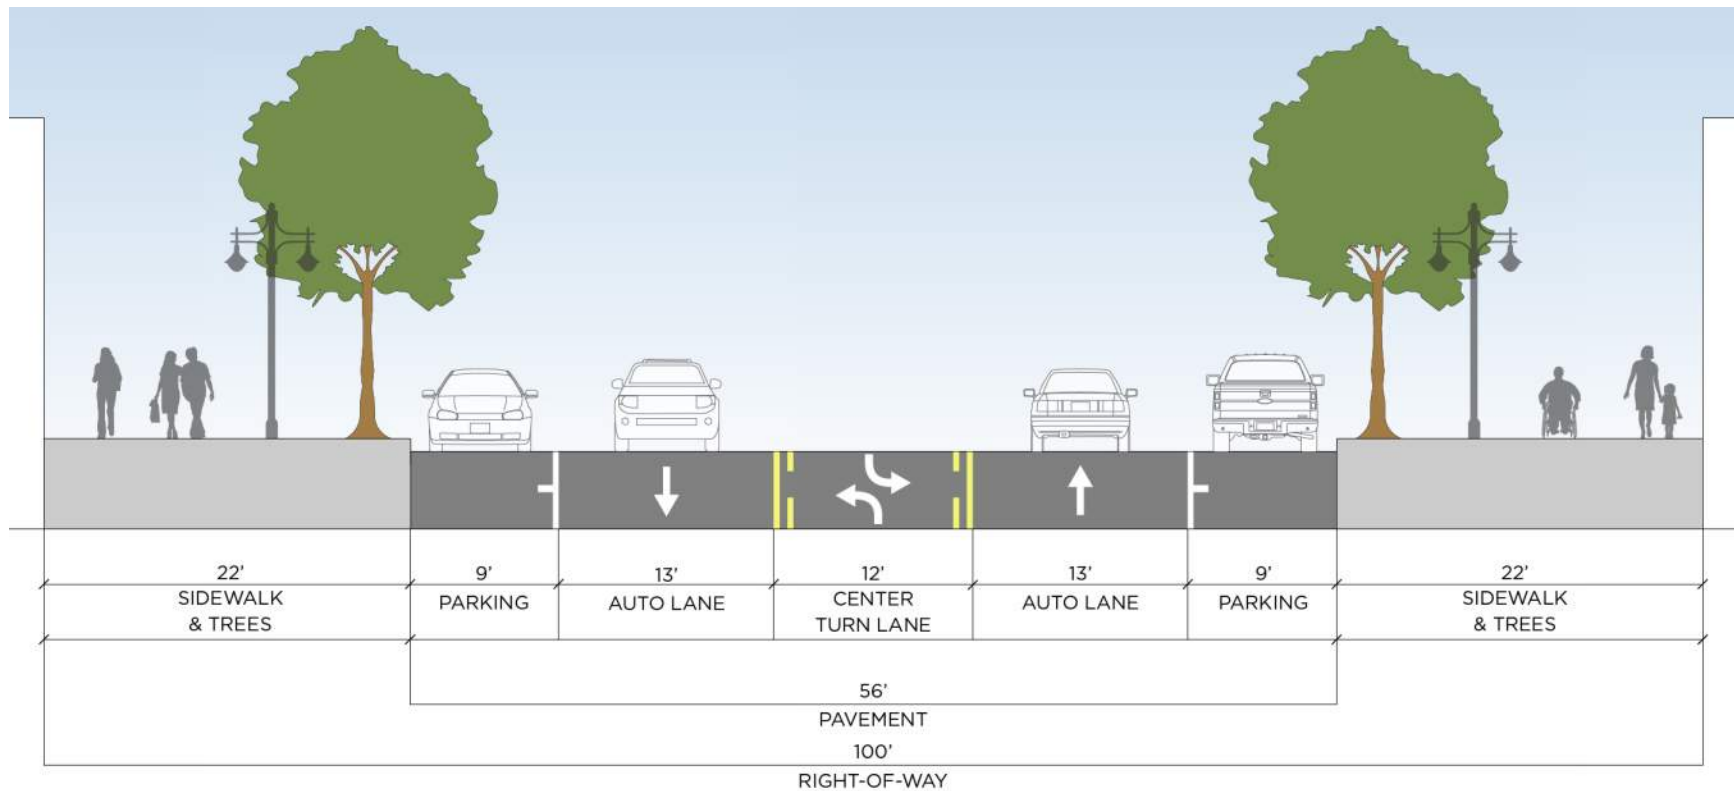 22’
9’
13’
12’
13’
9’
22’
SIDEWALK
& TREES
PARKING
AUTO LANE
CENTER
TURN LANE
AUTO LANE
PARKING
SIDEWALK
& TREES
56’
PAVEMENT
100’
RIGHT-OF-WAY